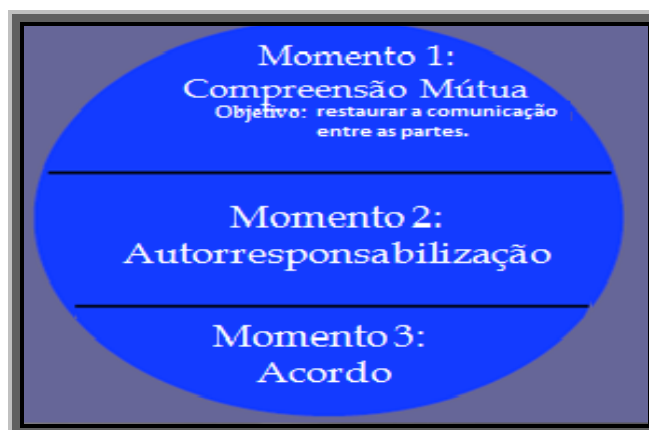 Momento 1:
Compreensão Mútua
Objetivo: restaurar a comunicação
entre as partes.
Momento 2:
Autorresponsabilização
Momento 3:
Acordo